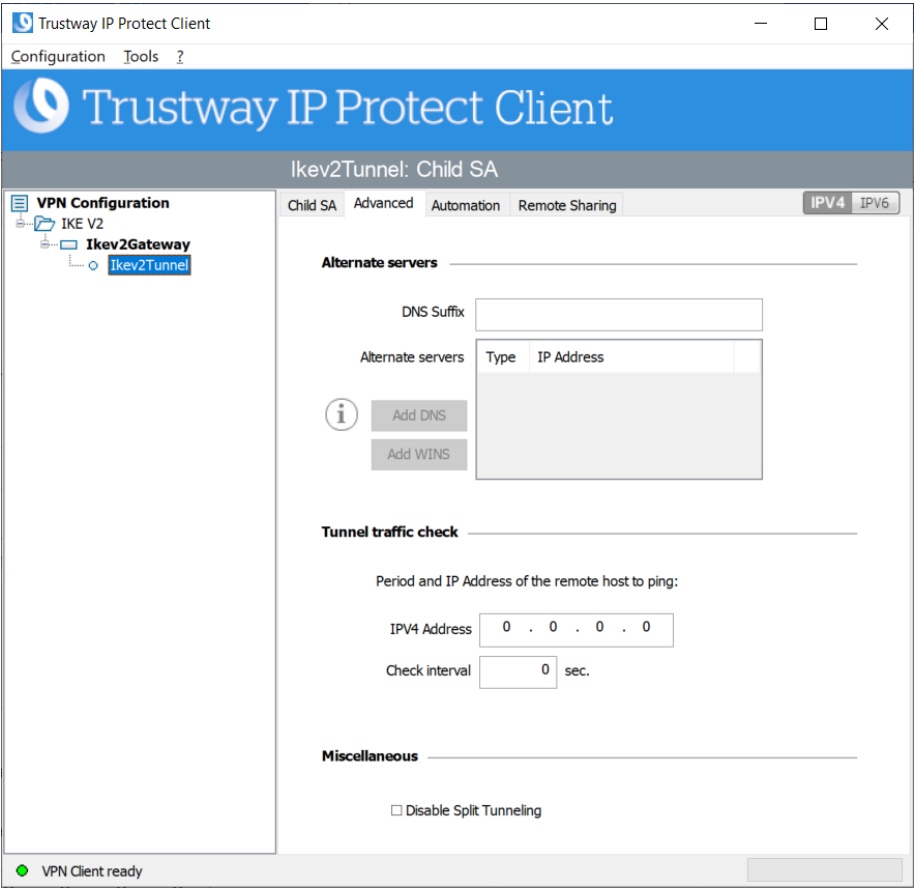 Trustway IP Protect Client
Configuration Tools ?
Trustway IP Protect Client
Ikev2Tunnel: Child SA
VPN Configuration
IKE V2
Ikev2Gateway
Ikev2Tunnel
Child SA Advanced Automation Remote Sharing IPV4 IPV6
Alternate servers
DNS Suffix
Alternate servers Type IP Address
Add DNS
Add WINS
Tunnel traffic check
Period and IP Address of the remote host to ping:
IPV4 Address 0 . 0 . 0 . 0
Check interval 0 sec.
Miscellaneous
Disable Split Tunneling
VPN Client ready